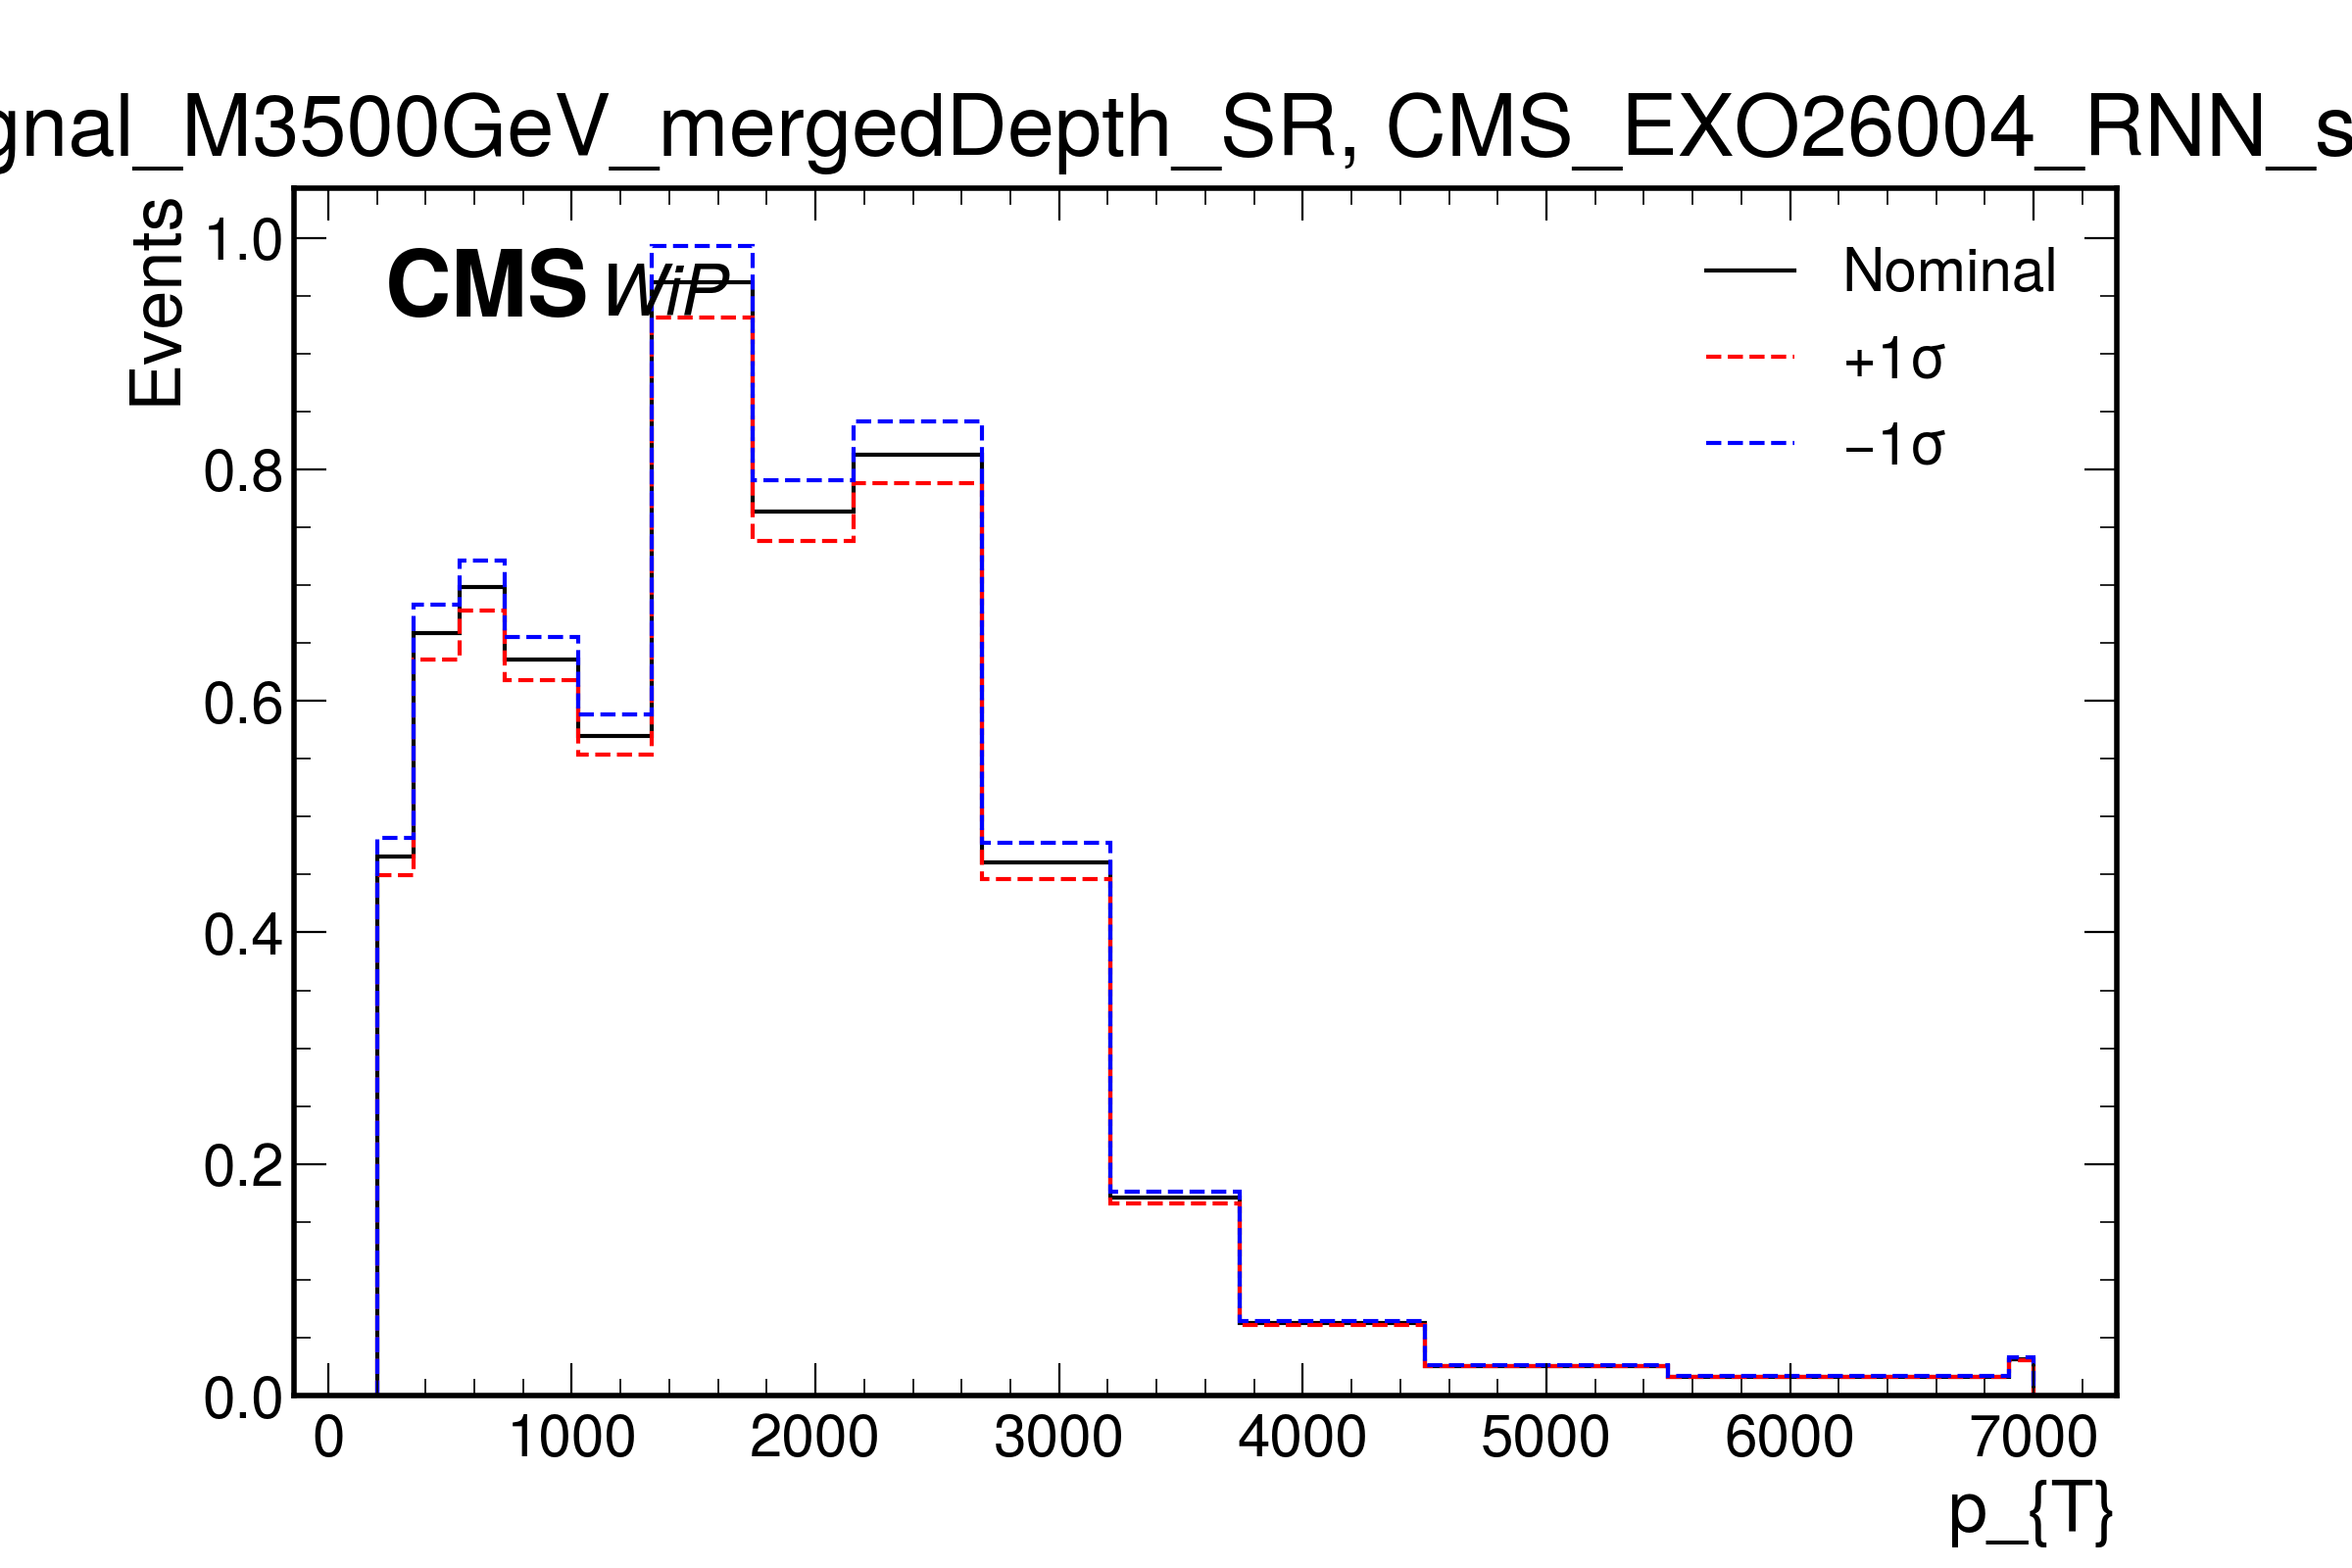 gnal_M3500GeV_mergedDepth_SR, CMS_EXO26004_RNN_s
Events
CMS WiP
Nominal
+1σ
−1σ
1.0
0.8
0.6
0.4
0.2
0.0
0 1000 2000 3000 4000 5000 6000 7000
p_{T}